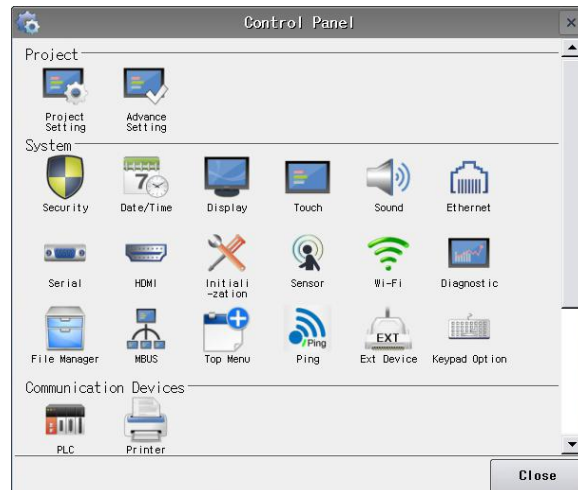 Control Panel
Project
Project Setting
Advance Setting
System
7
Security
Date/Time
Display
Touch
Sound
Ethernet
Serial
HDMI
Initiali
-zation
Sensor
Wi-Fi
Diagnostic
Ping
EXT
File Manager
MBUS
Top Menu
Ping
Ext Device
Keypad Option
Communication Devices
PLC
Printer
Close